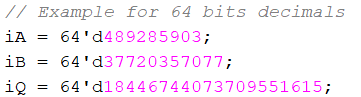 // Example for 64 bits decimals
iA = 64'd489285903;
iB = 64'd37720357077;
iQ = 64'd18446744073709551615;